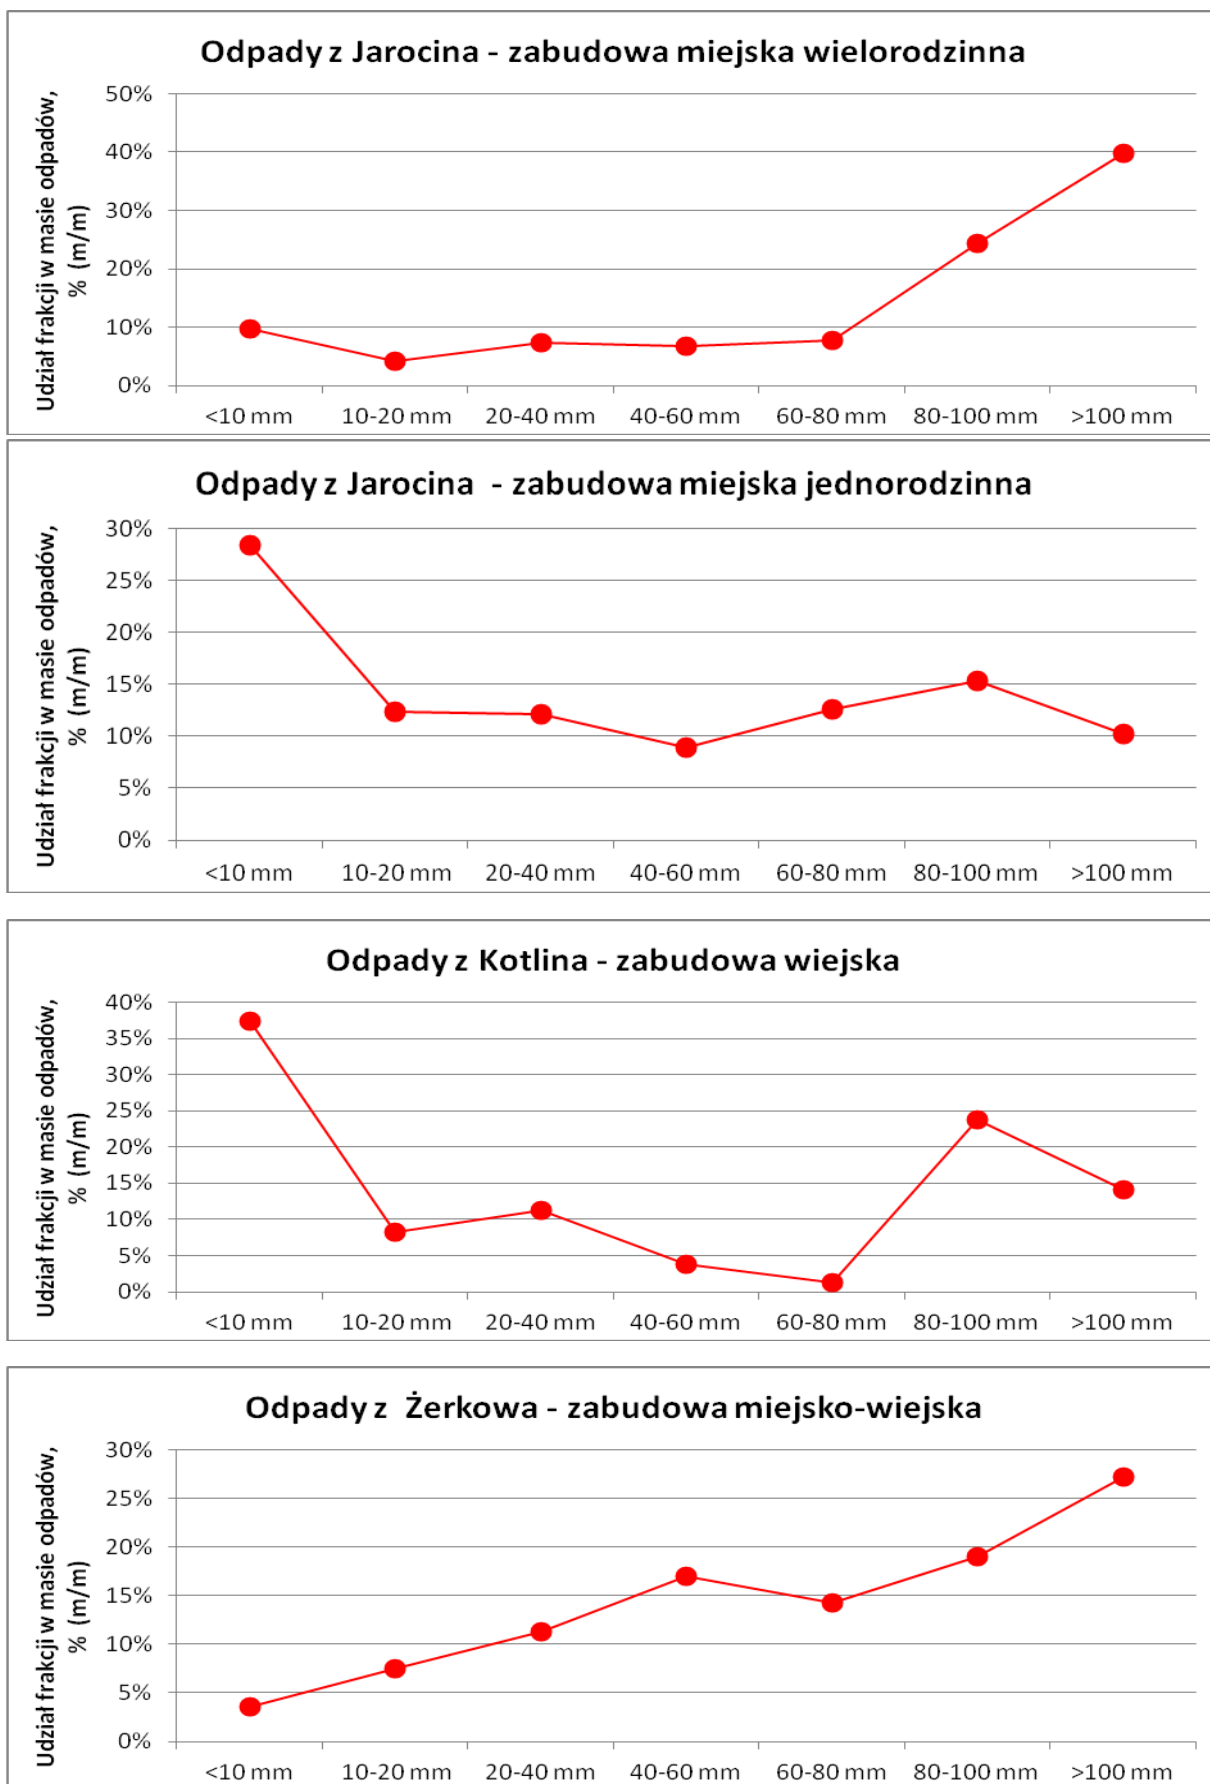 Odpady z Jarocina - zabudowa miejska wielorodzinna
Udział frakcji w masie odpadów,
% (m/m)
50%
40%
30%
20%
10%
0%
<10 mm 10-20 mm 20-40 mm 40-60 mm 60-80 mm 80-100 mm >100 mm
Odpady z Jarocina - zabudowa miejska jednorodzinna
Udział frakcji w masie odpadów,
% (m/m)
30%
25%
20%
15%
10%
5%
0%
<10 mm 10-20 mm 20-40 mm 40-60 mm 60-80 mm 80-100 mm >100 mm
Odpady z Kotlina - zabudowa wiejska
Udział frakcji w masie odpadów,
% (m/m)
40%
35%
30%
25%
20%
15%
10%
5%
0%
<10 mm 10-20 mm 20-40 mm 40-60 mm 60-80 mm 80-100 mm >100 mm
Odpady z Żerkowa - zabudowa miejsko-wiejska
Udział frakcji w masie odpadów,
% (m/m)
30%
25%
20%
15%
10%
5%
0%
<10 mm 10-20 mm 20-40 mm 40-60 mm 60-80 mm 80-100 mm >100 mm